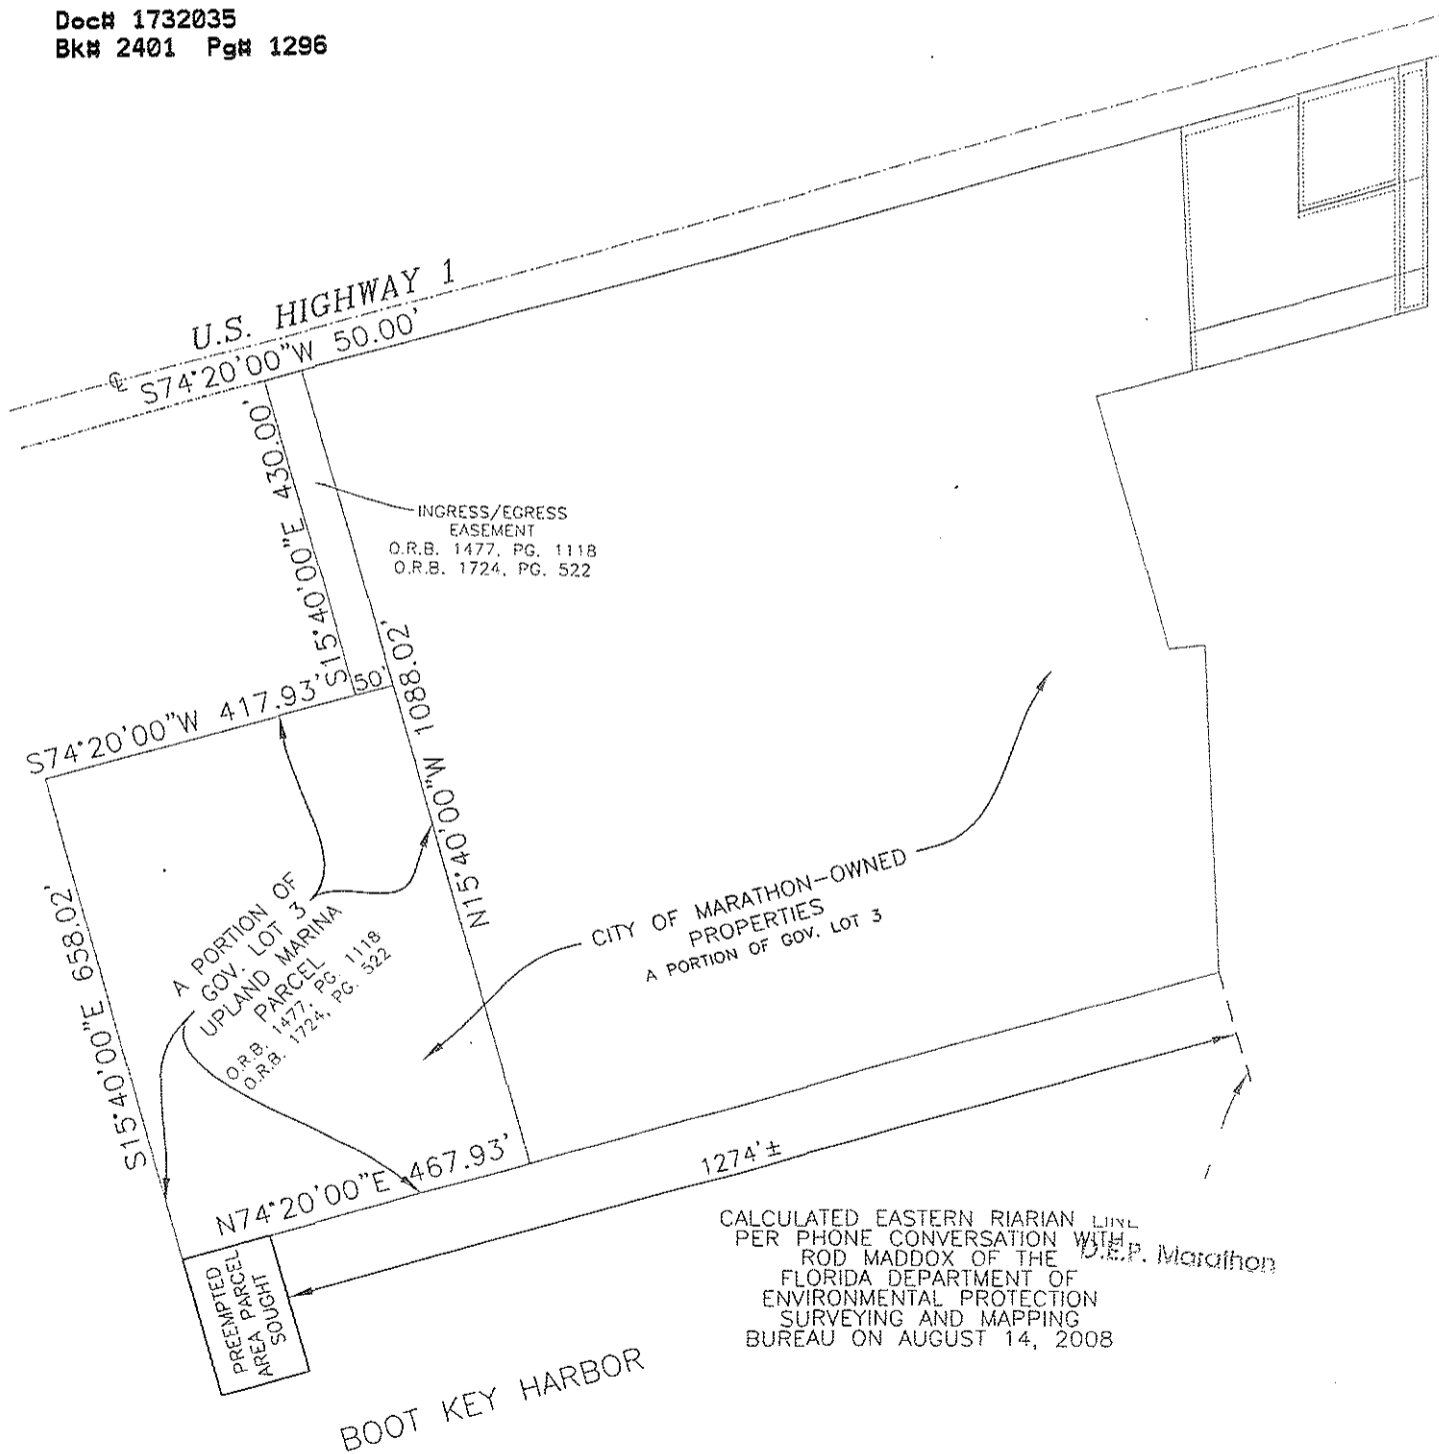 Doc# 1732035
Bk# 2401 Pg# 1296
U.S. HIGHWAY 1
℄ S74°20'00"W 50.00'
S15°40'00"E 430.00'
INGRESS/EGRESS
EASEMENT
O.R.B. 1477, PG. 1118
O.R.B. 1724, PG. 522
S74°20'00"W 417.93'
50'
N15°40'00"W 1088.02'
S15°40'00"E 658.02'
A PORTION OF
GOV. LOT 3
UPLAND MARINA
PARCEL
O.R.B. 1477, PG. 1118
O.R.B. 1724, PG. 522
CITY OF MARATHON-OWNED
PROPERTIES
A PORTION OF GOV. LOT 3
N74°20'00"E 467.93'
1274'±
PREEMPTED
AREA PARCEL
SOUGHT
CALCULATED EASTERN RIARIAN LINE
PER PHONE CONVERSATION WITH
ROD MADDOX OF THE
D.E.P. Marathon
FLORIDA DEPARTMENT OF
ENVIRONMENTAL PROTECTION
SURVEYING AND MAPPING
BUREAU ON AUGUST 14, 2008
BOOT KEY HARBOR